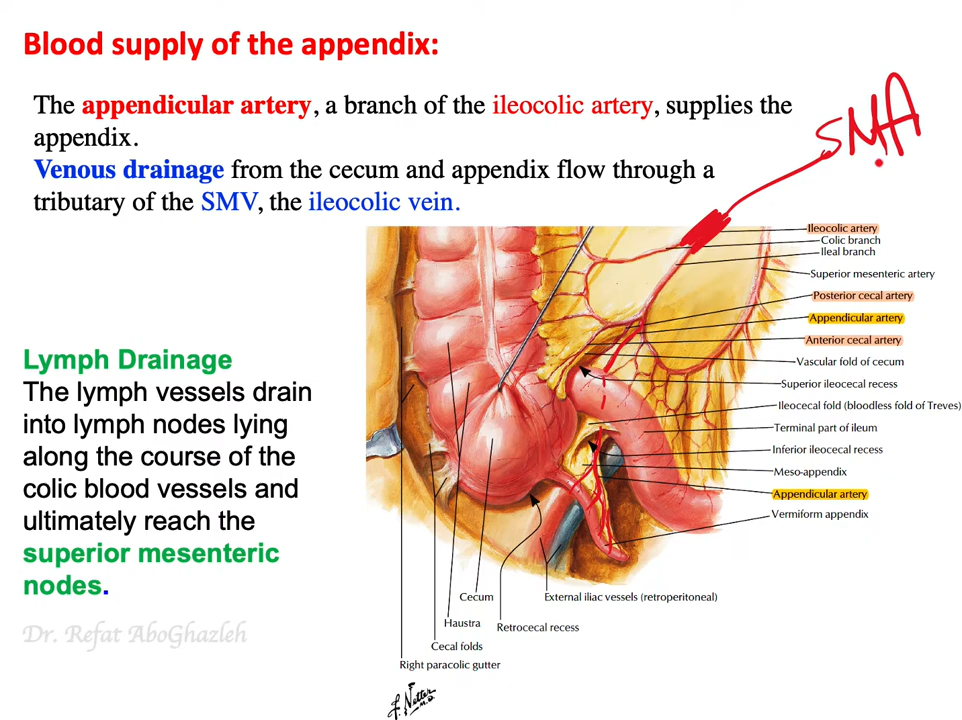 Blood supply of the appendix:
The appendicular artery, a branch of the ileocolic artery, supplies the
appendix.
Venous drainage from the cecum and appendix flow through a
tributary of the SMV, the ileocolic vein.
SMA
Lymph Drainage
The lymph vessels drain
into lymph nodes lying
along the course of the
colic blood vessels and
ultimately reach the
superior mesenteric
nodes.
Dr. Refat AboGhazleh
Ileocolic artery
Colic branch
Ileal branch
Superior mesenteric artery
Posterior cecal artery
Appendicular artery
Anterior cecal artery
Vascular fold of cecum
Superior ileocecal recess
Ileocecal fold (bloodless fold of Treves)
Terminal part of ileum
Inferior ileocecal recess
Meso-appendix
Appendicular artery
Vermiform appendix
External iliac vessels (retroperitoneal)
Cecum
Retrocecal recess
Haustra
Cecal folds
Right paracolic gutter
F. Netter
M.D.